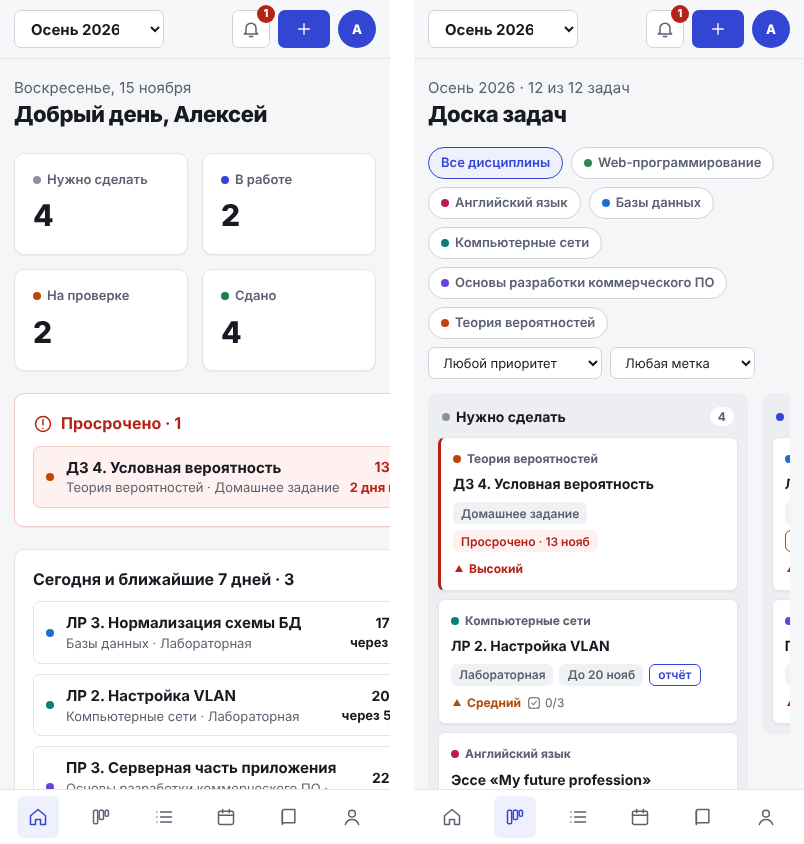 Осень 2026
1
+
A
Воскресенье, 15 ноября
Добрый день, Алексей
Нужно сделать
4
В работе
2
На проверке
2
Сдано
4
Просрочено · 1
ДЗ 4. Условная вероятность
13
Теория вероятностей · Домашнее задание
2 дня
Сегодня и ближайшие 7 дней · 3
ЛР 3. Нормализация схемы БД
17
Базы данных · Лабораторная
через
ЛР 2. Настройка VLAN
20
Компьютерные сети · Лабораторная
через 5
ПР 3. Серверная часть приложения
22
Основы разработки коммерческого ПО ·
Осень 2026
1
+
A
Осень 2026 · 12 из 12 задач
Доска задач
Все дисциплины
Web-программирование
Английский язык
Базы данных
Компьютерные сети
Основы разработки коммерческого ПО
Теория вероятностей
Любой приоритет
Любая метка
Нужно сделать
4
Теория вероятностей
ДЗ 4. Условная вероятность
Домашнее задание
Просрочено · 13 нояб
Высокий
Компьютерные сети
ЛР 2. Настройка VLAN
Лабораторная
До 20 нояб
отчёт
Средний
0/3
Английский язык
Эссе «My future profession»